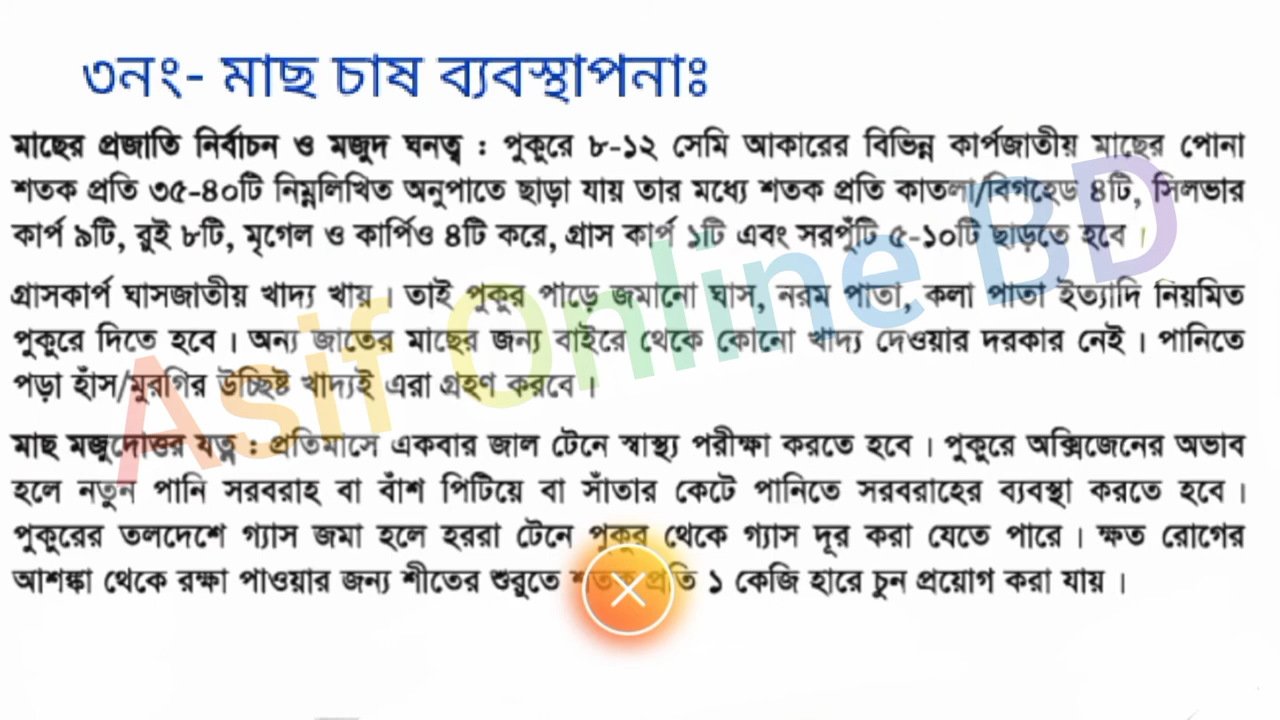 ৩নং- মাছ চাষ ব্যবস্থাপনাঃ
মাছের প্রজাতি নির্বাচন ও মজুদ ঘনত্ব : পুকুরে ৮-১২ সেমি আকারের বিভিন্ন কার্পজাতীয় মাছের পোনা
শতক প্রতি ৩৫-৪০টি নিম্নলিখিত অনুপাতে ছাড়া যায় তার মধ্যে শতক প্রতি কাতলা/বিগহেড ৪টি, সিলভার
কার্প ৯টি, রুই ৮টি, মৃগেল ও কার্পিও ৪টি করে, গ্রাস কার্প ১টি এবং সরপুঁটি ৫-১০টি ছাড়তে হবে।
গ্রাসকার্প ঘাসজাতীয় খাদ্য খায়। তাই পুকুর পাড়ে জমানো ঘাস, নরম পাতা, কলা পাতা ইত্যাদি নিয়মিত
পুকুরে দিতে হবে। অন্য জাতের মাছের জন্য বাইরে থেকে কোনো খাদ্য দেওয়ার দরকার নেই। পানিতে
পড়া হাঁস/মুরগির উচ্ছিষ্ট খাদ্যই এরা গ্রহণ করবে।
মাছ মজুদোত্তর যত্ন : প্রতিমাসে একবার জাল টেনে স্বাস্থ্য পরীক্ষা করতে হবে। পুকুরে অক্সিজেনের অভাব
হলে নতুন পানি সরবরাহ বা বাঁশ পিটিয়ে বা সাঁতার কেটে পানিতে সরবরাহের ব্যবস্থা করতে হবে।
পুকুরের তলদেশে গ্যাস জমা হলে হররা টেনে পুকুর থেকে গ্যাস দূর করা যেতে পারে। ক্ষত রোগের
আশঙ্কা থেকে রক্ষা পাওয়ার জন্য শীতের শুরুতে শতক প্রতি ১ কেজি হারে চুন প্রয়োগ করা যায়।
Asif Online BD